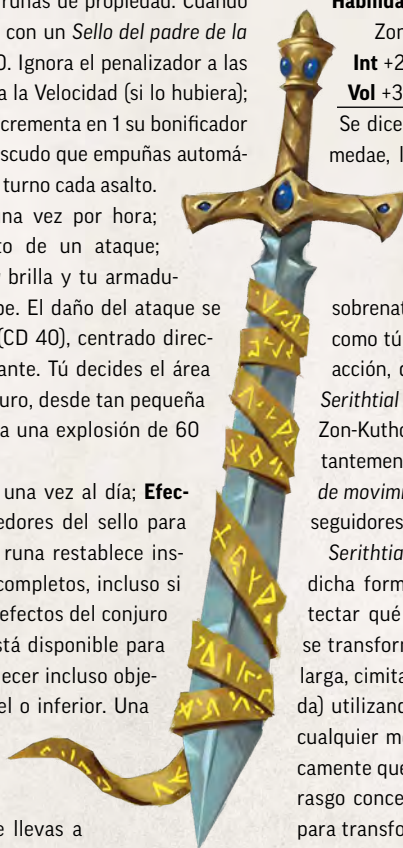 runas de propiedad. Cuando
con un Sello del padre de la
0. Ignora el penalizador a las
a la Velocidad (si lo hubiera);
crementa en 1 su bonificador
scudo que empuñas automá-
turno cada asalto.
na vez por hora;
to de un ataque;
brilla y tu armadu-
pe. El daño del ataque se
(CD 40), centrado direc-
ante. Tú decides el área
uro, desde tan pequeña
a una explosión de 60
una vez al día; Efec-
edores del sello para
runa restablece ins-
completos, incluso si
efectos del conjuro
stá disponible para
ecer incluso obje-
el o inferior. Una
e llevas a
Habilida
Zon
Int +2
Vol +3
Se dice
medae, l
sobrenat
como tú
acción, c
Serithtial
Zon-Kutho
tantement
de movimi
seguidores
Serithtia
dicha form
tectar qué
se transform
larga, cimita
da) utilizand
cualquier m
camente que
rasgo conce
para transfo